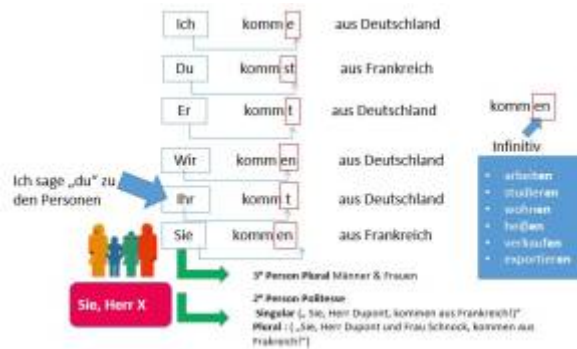 Ich komme aus Deutschland
Du kommst aus Frankreich
Er kommt aus Deutschland
Wir kommen aus Deutschland
Ihr kommt aus Deutschland
Sie kommen aus Frankreich
Ich sage „du" zu
den Personen
Sie, Herr X
3ᵉ Person Plural Männer & Frauen
2ᵉ Person Politesse
Singular („ Sie, Herr Dupont, kommen aus Frankreich!)"
Plural : ( „Sie, Herr Dupont und Frau Schnock, kommen aus
Frakreich!")
kommen
Infinitiv
• arbeiten
• studieren
• wohnen
• heißen
• verkaufen
• exportieren